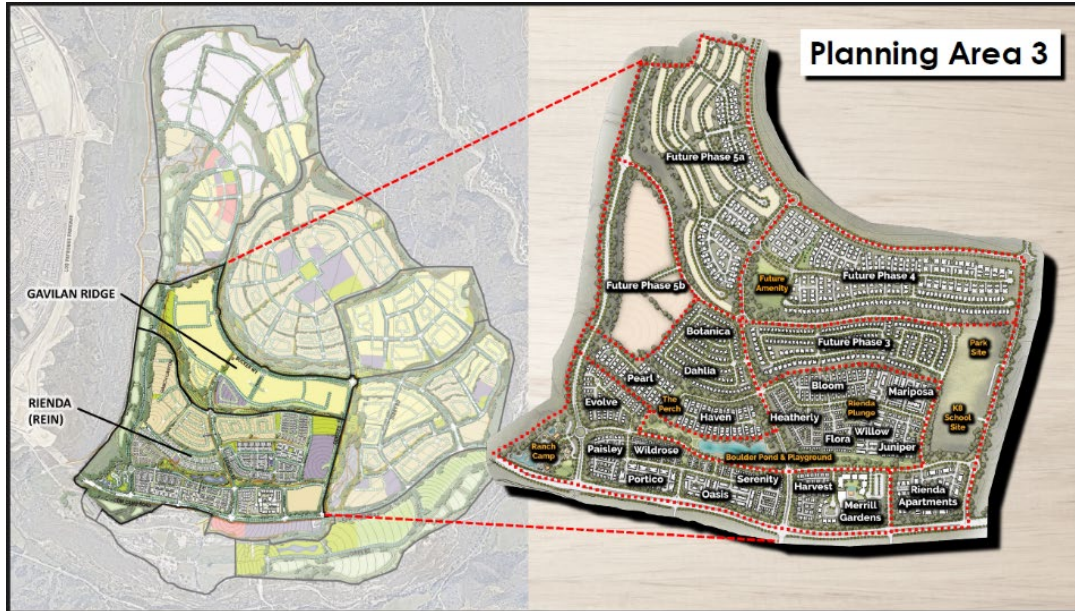 Planning Area 3
GAVILAN RIDGE
RIENDA
(REIN)
Future Phase 5a
Future Phase 4
Future
Amenity
Future Phase 5b
Botanica
Future Phase 3
Park
Site
Dahlia
Pearl
Bloom
Mariposa
Evolve
The
Perch
Haven
Heatherly
Rienda
Plunge
Willow
K8
School
Site
Flora
Juniper
Ranch
Camp
Paisley
Wildrose
Boulder Pond & Playground
Portico
Serenity
Oasis
Harvest
Merrill
Gardens
Rienda
Apartments